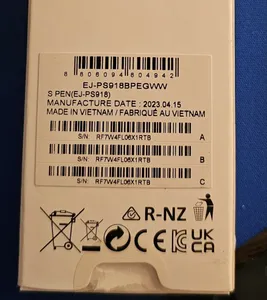 8 806094 604942
EJ-PS918BPEGWW
S PEN(EJ-PS918)
MANUFACTURE DATE : 2023.04.15
MADE IN VIETNAM / FABRIQUÉ AU VIETNAM
S/N: RF7W4FL06X1RTB A
S/N: RF7W4FL06X1RTB B
S/N: RF7W4FL06X1RTB C
R-NZ
CE UK
CA